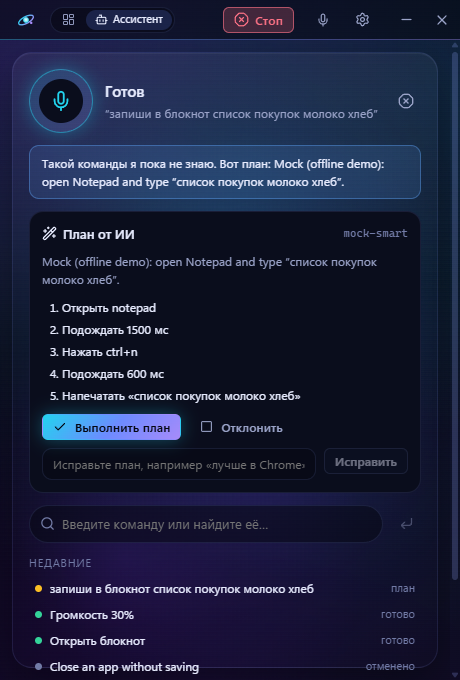 Ассистент
Стоп
Готов
"запиши в блокнот список покупок молоко хлеб"
Такой команды я пока не знаю. Вот план: Mock (offline demo):
open Notepad and type "список покупок молоко хлеб".
План от ИИ
mock-smart
Mock (offline demo): open Notepad and type "список покупок
молоко хлеб".
1. Открыть notepad
2. Подождать 1500 мс
3. Нажать ctrl+n
4. Подождать 600 мс
5. Напечатать «список покупок молоко хлеб»
Выполнить план
Отклонить
Исправьте план, например «лучше в Chrome»
Исправить
Введите команду или найдите её...
НЕДАВНИЕ
запиши в блокнот список покупок молоко хлеб
план
Громкость 30%
готово
Открыть блокнот
готово
Close an app without saving
отменено